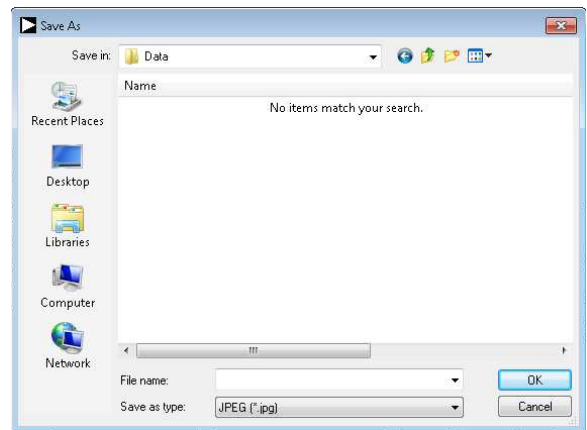 Save As
Save in: Data
Name
No items match your search.
Recent Places
Desktop
Libraries
Computer
Network
File name: OK
Save as type: JPEG (*.jpg) Cancel